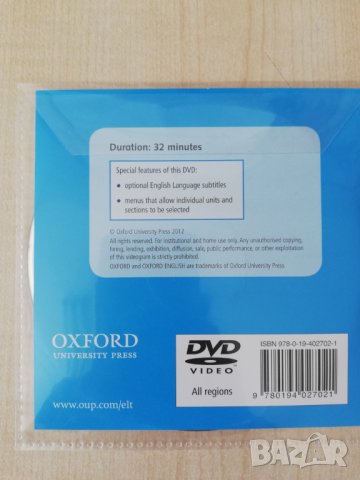 Duration: 32 minutes
Special features of this DVD:
• optional English Language subtitles
• menus that allow individual units and
sections to be selected
© Oxford University Press 2012
All rights reserved. For institutional and home use only. Any unauthorised copying,
hiring, lending, exhibition, diffusion, sale, public performance, or other exploitation
of this videogram is strictly prohibited.
OXFORD and OXFORD ENGLISH are trademarks of Oxford University Press.
OXFORD
UNIVERSITY PRESS
www.oup.com/elt
DVD
VIDEO
All regions
ISBN 978-0-19-402702-1
9 780194 027021
BAZAR